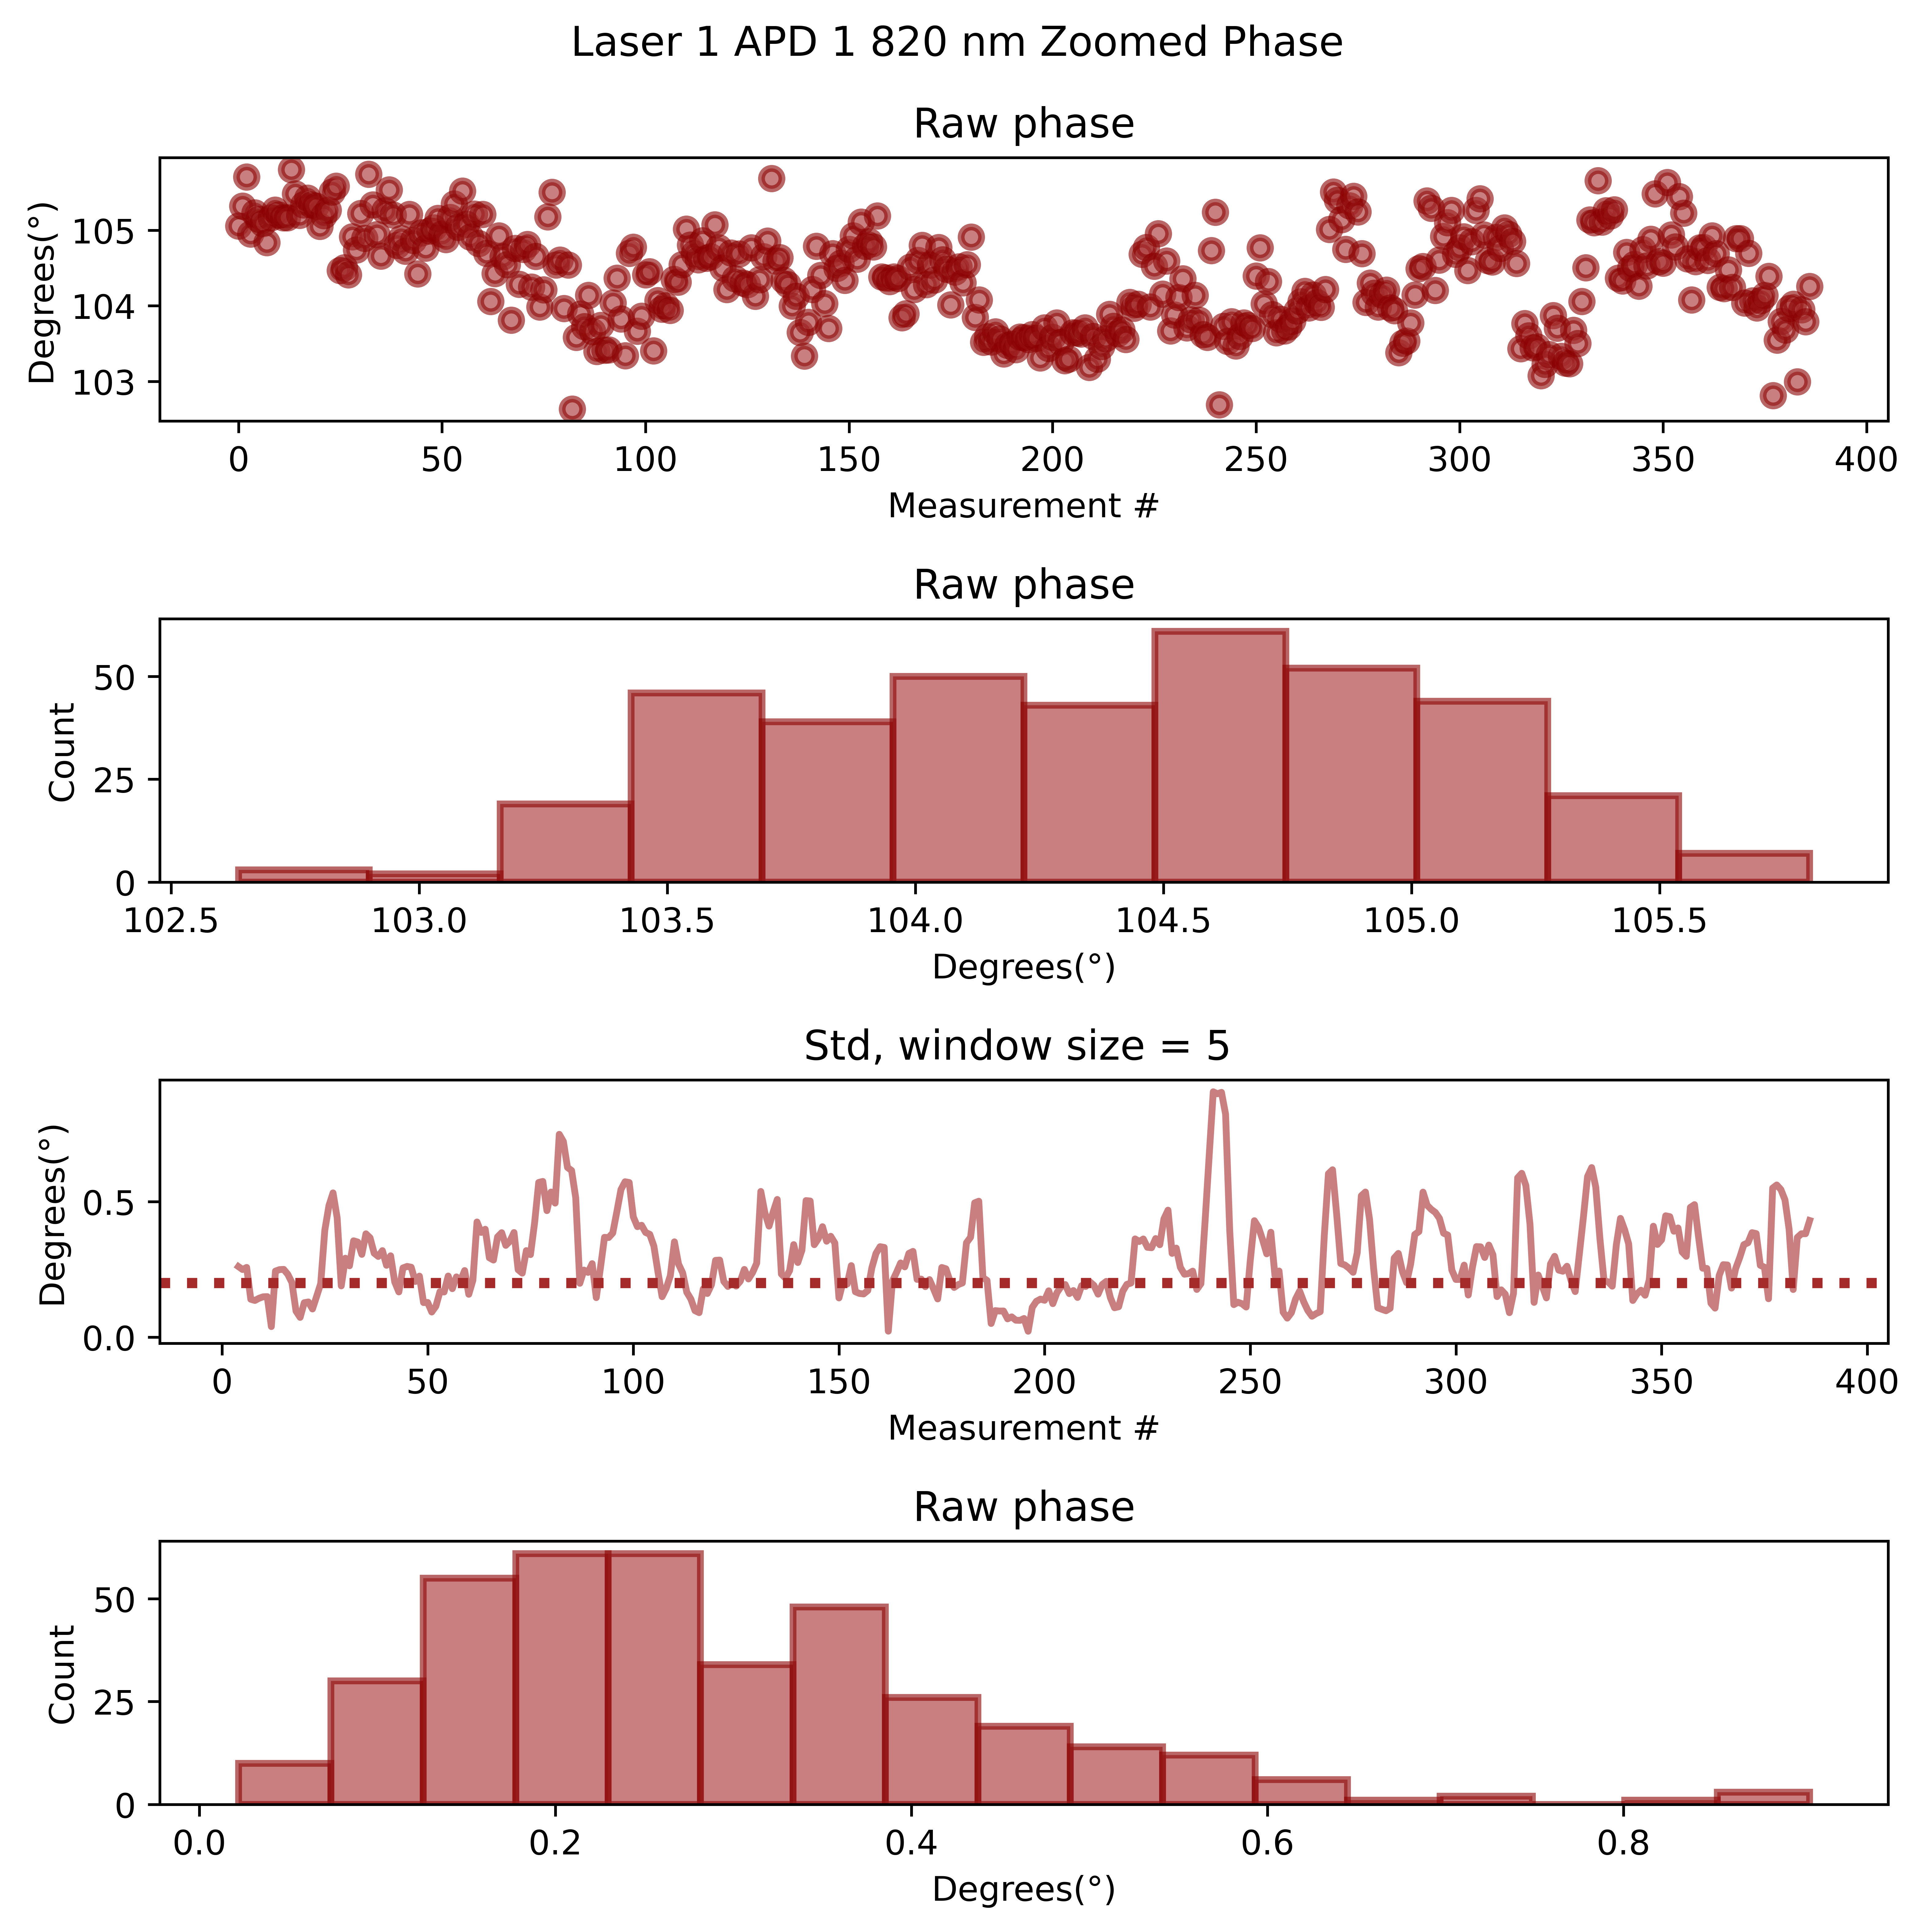 Laser 1 APD 1 820 nm Zoomed Phase
Raw phase
Degrees(°)
105
104
103
0 50 100 150 200 250 300 350 400
Measurement #
Raw phase
Count
50
25
0
102.5 103.0 103.5 104.0 104.5 105.0 105.5
Degrees(°)
Std, window size = 5
Degrees(°)
0.5
0.0
0 50 100 150 200 250 300 350 400
Measurement #
Raw phase
Count
50
25
0
0.0 0.2 0.4 0.6 0.8
Degrees(°)